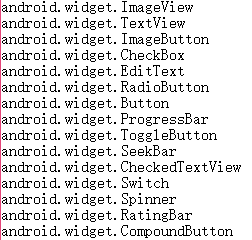 android.widget.ImageView
android.widget.TextView
android.widget.ImageButton
android.widget.CheckBox
android.widget.EditText
android.widget.RadioButton
android.widget.Button
android.widget.ProgressBar
android.widget.ToggleButton
android.widget.SeekBar
android.widget.CheckedTextView
android.widget.Switch
android.widget.Spinner
android.widget.RatingBar
android.widget.CompoundButton